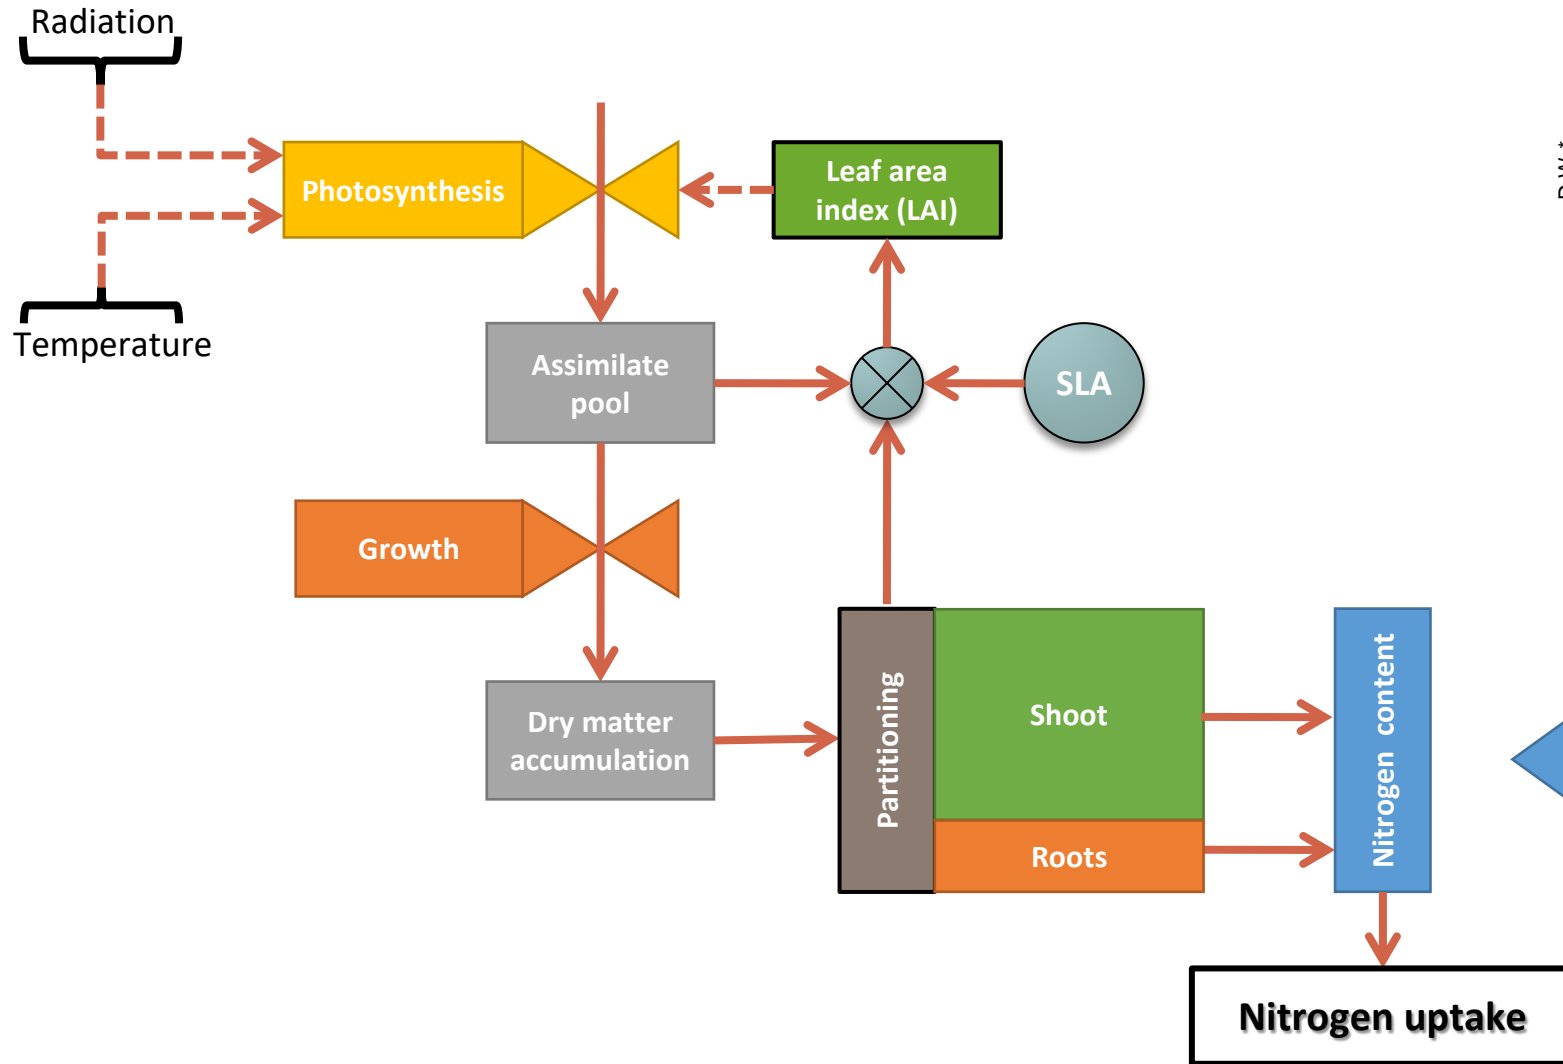 Radiation
Photosynthesis
Leaf area
index (LAI)
Temperature
Assimilate
pool
SLA
Growth
Dry matter
accumulation
Partitioning
Shoot
Roots
Nitrogen content
Nitrogen uptake